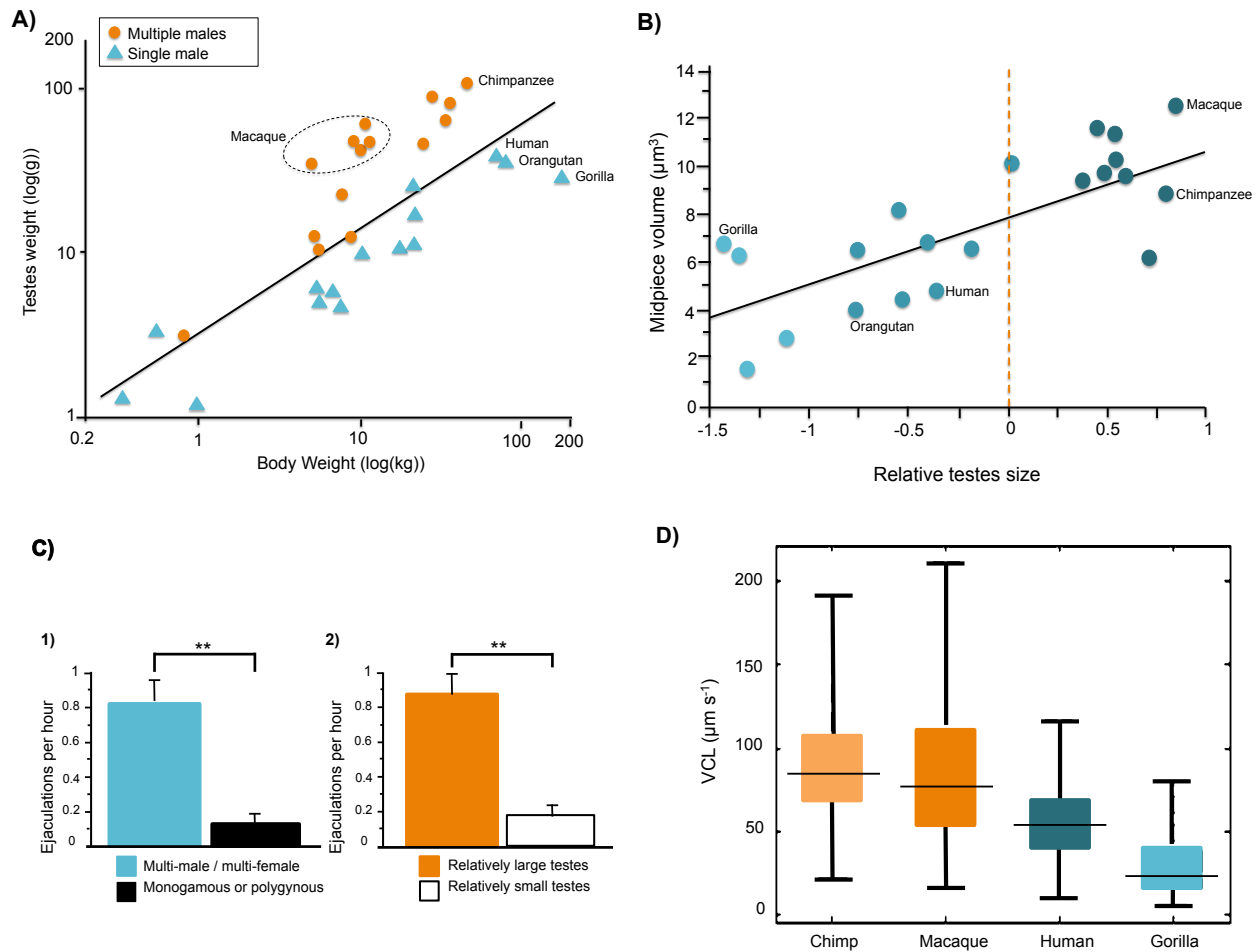 A)
200
100
10
1
0.2
1
10
100
200
Testes weight (log(g))
Body Weight (log(kg))
Multiple males
Single male
Chimpanzee
Macaque
Human
Orangutan
Gorilla
B)
14
12
10
8
6
4
2
0
-1.5
-1
-0.5
0
0.5
1
Midpiece volume (µm³)
Relative testes size
Macaque
Chimpanzee
Gorilla
Human
Orangutan
C)
1)
**
1
0.8
0.6
0.4
0.2
0
Ejaculations per hour
Multi-male / multi-female
Monogamous or polygynous
2)
**
1
0.8
0.6
0.4
0.2
0
Ejaculations per hour
Relatively large testes
Relatively small testes
D)
200
150
100
50
0
VCL (µm s⁻¹)
Chimp
Macaque
Human
Gorilla